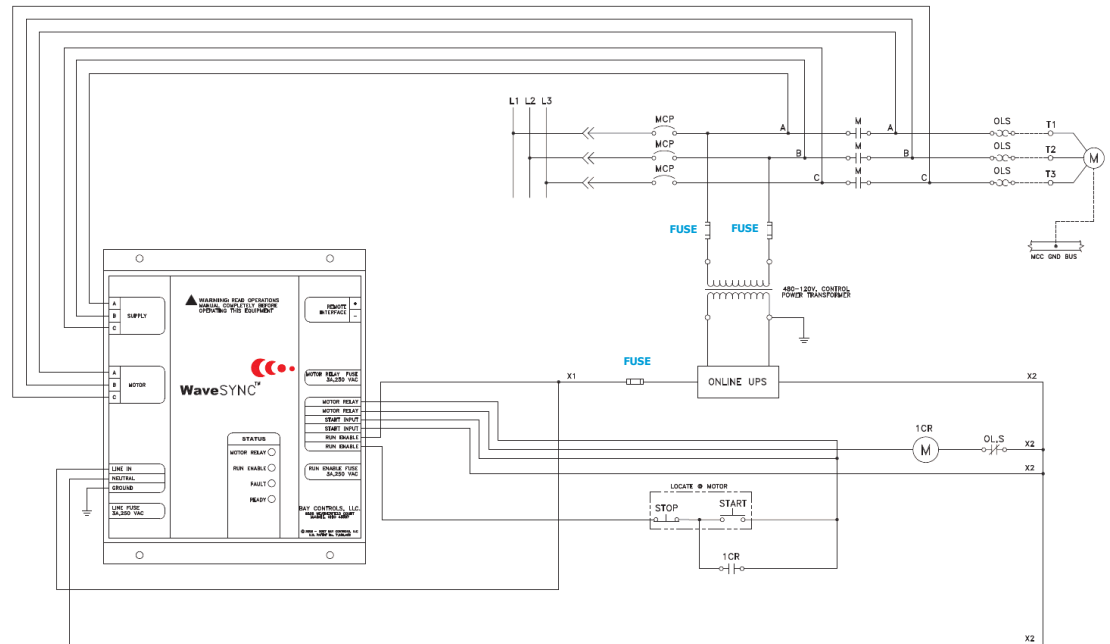 L1 L2 L3
MCP
MCP
MCP
A
B
C
M
M
M
A
B
C
OLS
OLS
OLS
T1
T2
T3
M
MCC GND BUS
FUSE
FUSE
480-120V, CONTROL
POWER TRANSFORMER
WARNING: READ OPERATIONS
MANUAL COMPLETELY BEFORE
OPERATING THIS EQUIPMENT
REMOTE
INTERFACE
+
-
A
B
C
SUPPLY
A
B
C
MOTOR
WaveSYNC™
MOTOR RELAY FUSE
3A,250 VAC
MOTOR RELAY
MOTOR RELAY
START INPUT
START INPUT
RUN ENABLE
RUN ENABLE
RUN ENABLE FUSE
3A,250 VAC
STATUS
MOTOR RELAY
RUN ENABLE
FAULT
READY
LINE IN
NEUTRAL
GROUND
LINE FUSE
3A,250 VAC
BAY CONTROLS, LLC.
X1
FUSE
ONLINE UPS
X2
1CR
M
OL,S
X2
X2
LOCATE @ MOTOR
STOP
START
1CR
X2